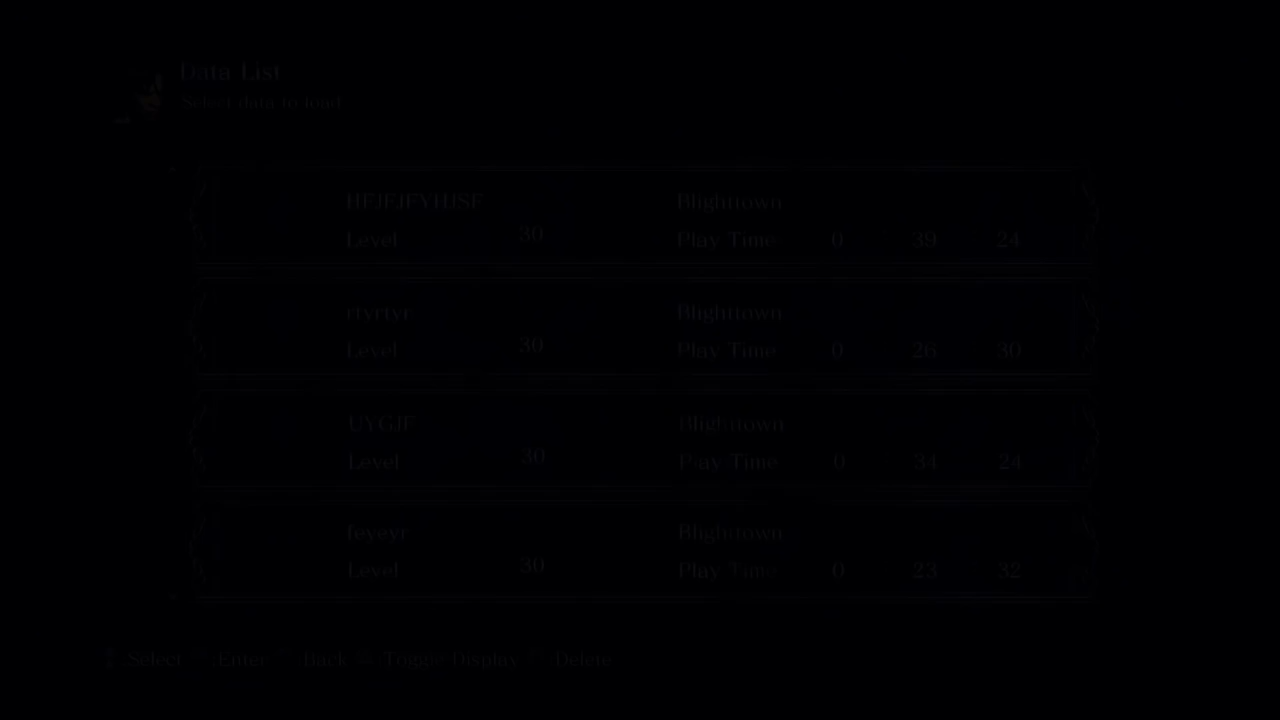 Data List
Select data to load
HFJEJFYHJSF Blighttown
Level 30 Play Time 0 39 24
rtyrtyr Blighttown
Level 30 Play Time 0 26 30
UYGJF Blighttown
Level 30 Play Time 0 34 24
feyeyr Blighttown
Level 30 Play Time 0 23 32
Select Enter Back Toggle Display Delete